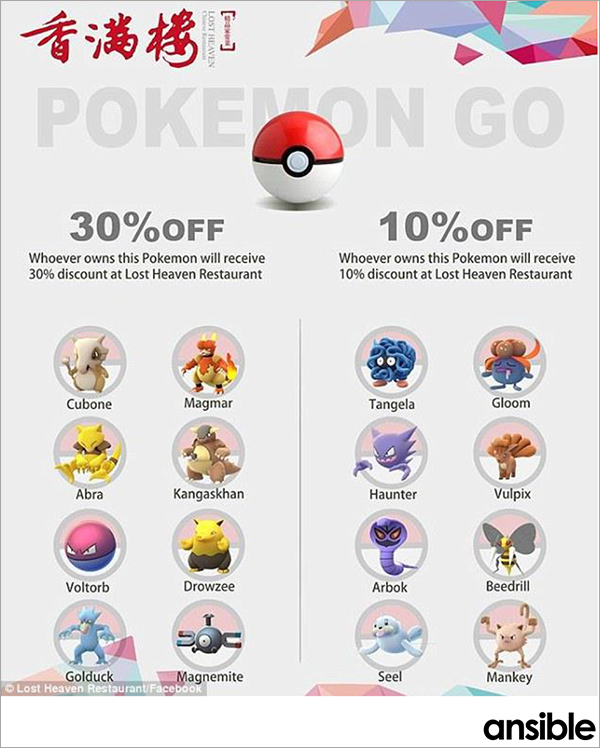 香满楼
LOST HEAVEN
Chinese Restaurant
POKEMON GO
30%OFF
Whoever owns this Pokemon will receive
30% discount at Lost Heaven Restaurant
10%OFF
Whoever owns this Pokemon will receive
10% discount at Lost Heaven Restaurant
Cubone
Magmar
Tangela
Gloom
Abra
Kangaskhan
Haunter
Vulpix
Voltorb
Drowzee
Arbok
Beedrill
Golduck
Magnemite
Seel
Mankey
© Lost Heaven Restaurant/Facebook
ansible